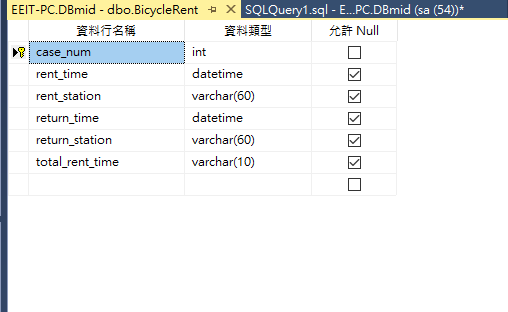 EEIT-PC.DBmid - dbo.BicycleRent SQLQuery1.sql - E...PC.DBmid (sa (54))*
資料行名稱 資料類型 允許 Null
case_num int
rent_time datetime
rent_station varchar(60)
return_time datetime
return_station varchar(60)
total_rent_time varchar(10)